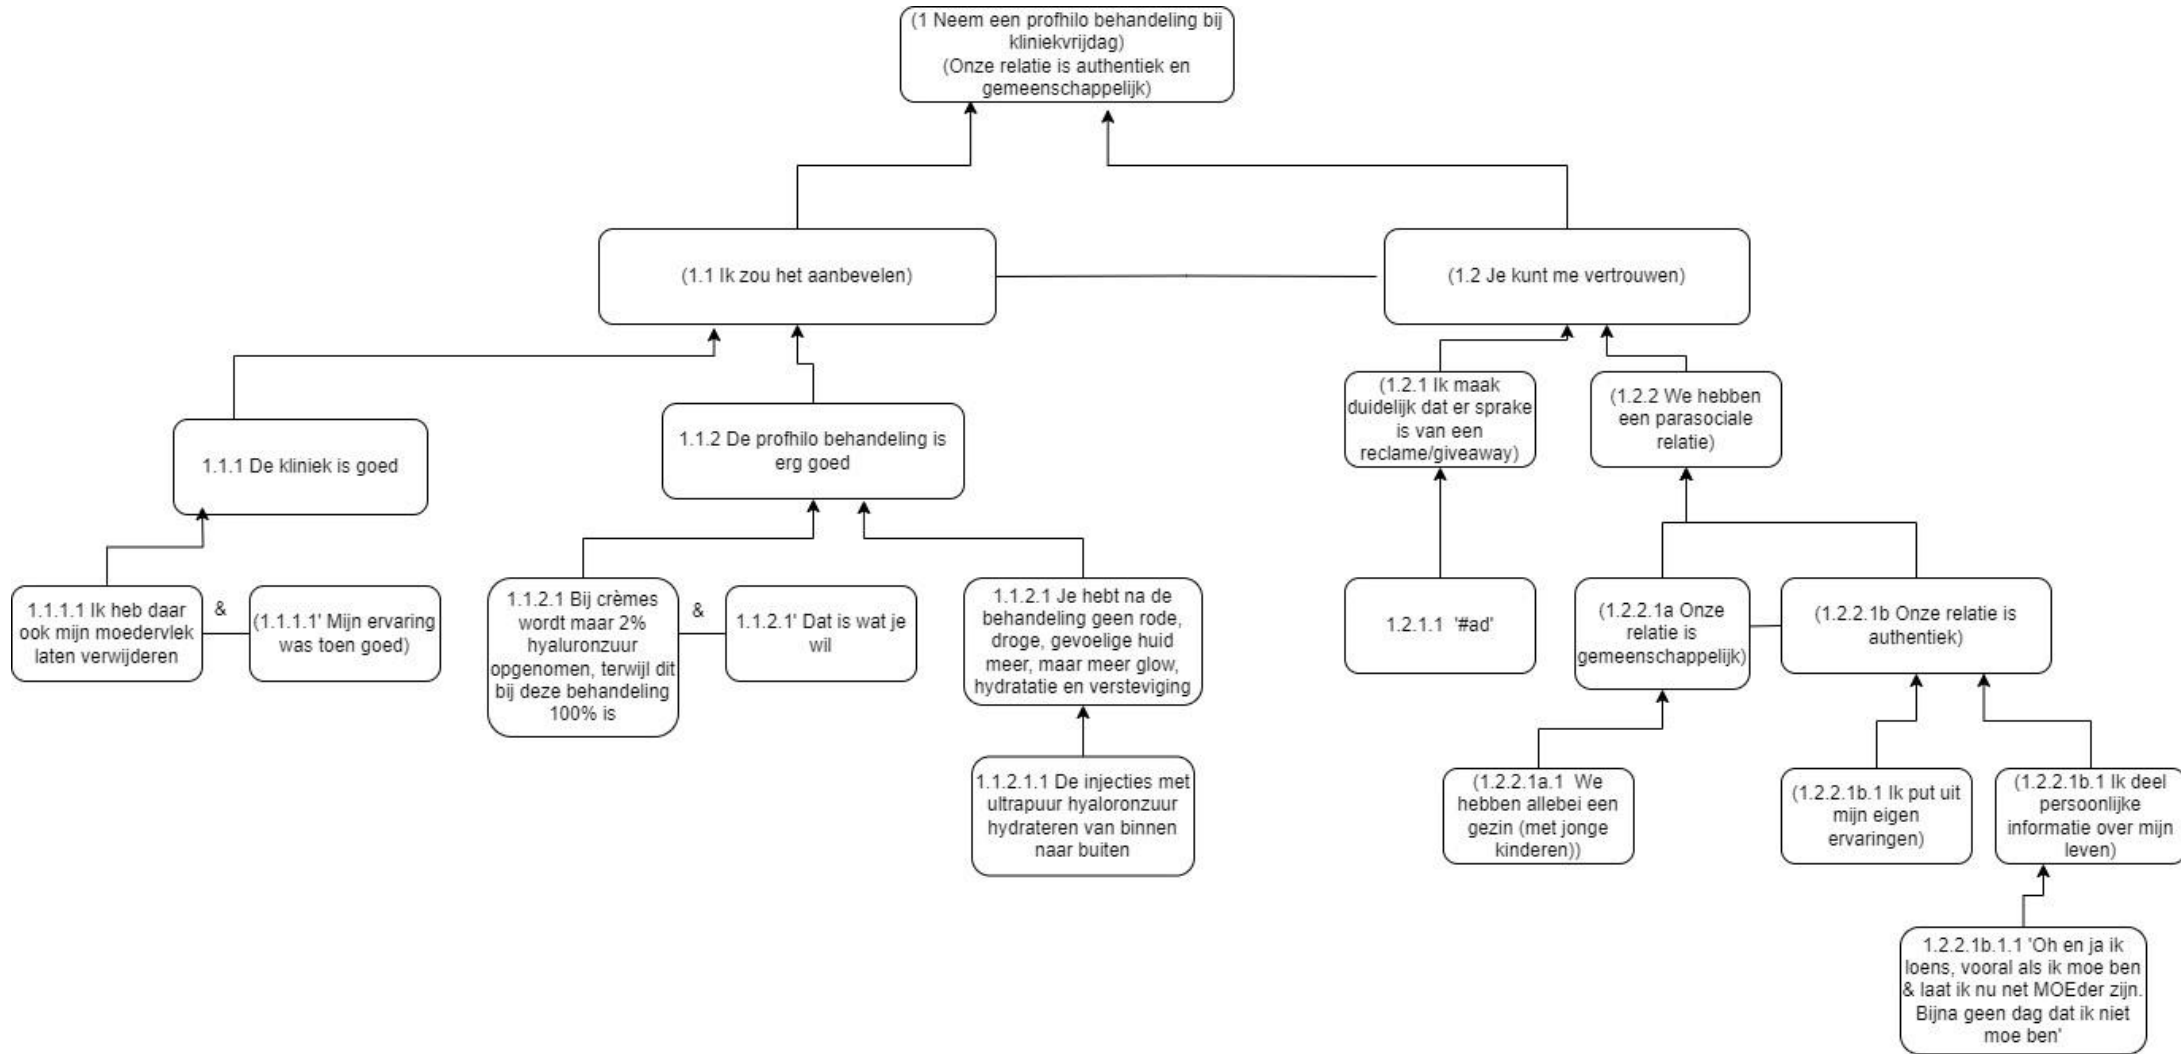 (1 Neem een profhilo behandeling bij
kliniekvrijdag)
(Onze relatie is authentiek en
gemeenschappelijk)
(1.1 Ik zou het aanbevelen)
(1.2 Je kunt me vertrouwen)
1.1.1 De kliniek is goed
1.1.2 De profhilo behandeling is
erg goed
(1.2.1 Ik maak
duidelijk dat er sprake
is van een
reclame/giveaway)
(1.2.2 We hebben
een parasociale
relatie)
1.1.1.1 Ik heb daar
ook mijn moedervlek
laten verwijderen
&
(1.1.1.1' Mijn ervaring
was toen goed)
1.1.2.1 Bij crèmes
wordt maar 2%
hyaluronzuur
opgenomen, terwijl dit
bij deze behandeling
100% is
&
1.1.2.1' Dat is wat je
wil
1.1.2.1 Je hebt na de
behandeling geen rode,
droge, gevoelige huid
meer, maar meer glow,
hydratatie en versteviging
1.2.1.1 '#ad'
(1.2.2.1a Onze
relatie is
gemeenschappelijk)
(1.2.2.1b Onze relatie is
authentiek)
1.1.2.1.1 De injecties met
ultrapuur hyaloronzuur
hydrateren van binnen
naar buiten
(1.2.2.1a.1 We
hebben allebei een
gezin (met jonge
kinderen))
(1.2.2.1b.1 Ik put uit
mijn eigen
ervaringen)
(1.2.2.1b.1 Ik deel
persoonlijke
informatie over mijn
leven)
1.2.2.1b.1.1 'Oh en ja ik
loens, vooral als ik moe ben
& laat ik nu net MOEder zijn.
Bijna geen dag dat ik niet
moe ben'